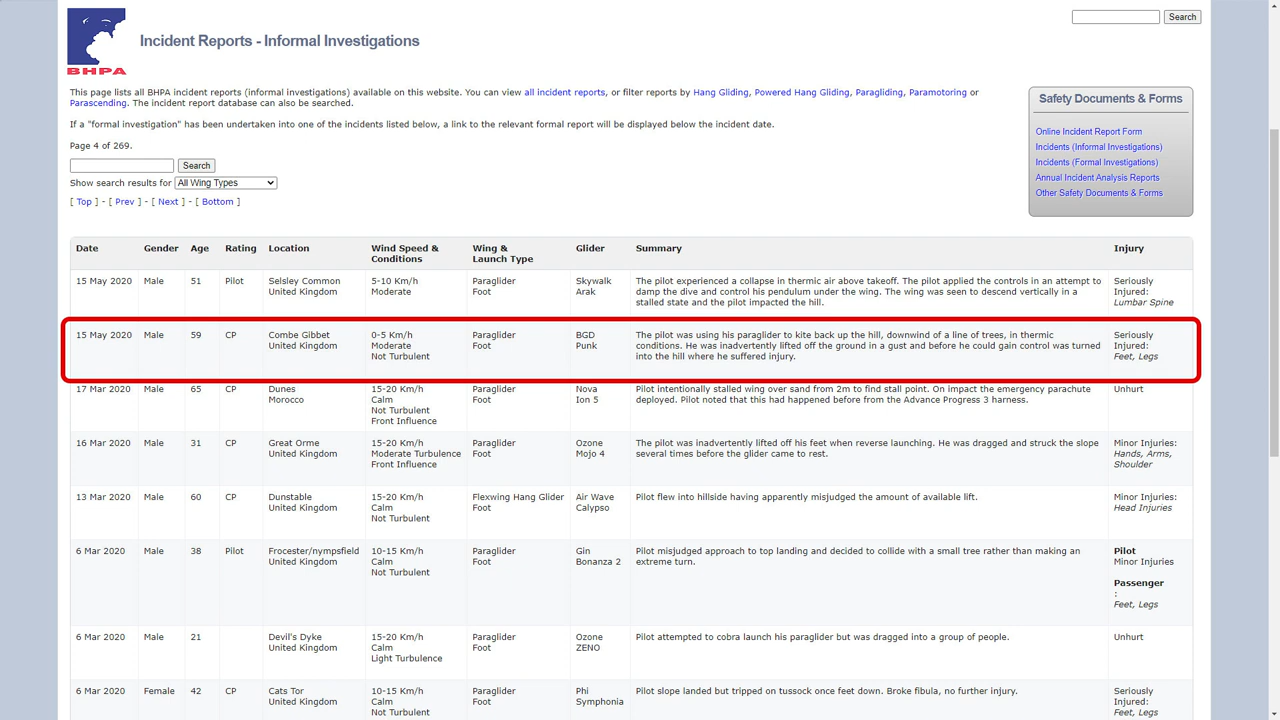 BHPA
Incident Reports - Informal Investigations
Search
This page lists all BHPA incident reports (informal investigations) available on this website. You can view all incident reports, or filter reports by Hang Gliding, Powered Hang Gliding, Paragliding, Paramotoring or
Parascending. The incident report database can also be searched.
If a "formal investigation" has been undertaken into one of the incidents listed below, a link to the relevant formal report will be displayed below the incident date.
Page 4 of 269.
Search
Show search results for All Wing Types
[ Top ] - [ Prev ] - [ Next ] - [ Bottom ]
Safety Documents & Forms
Online Incident Report Form
Incidents (Informal Investigations)
Incidents (Formal Investigations)
Annual Incident Analysis Reports
Other Safety Documents & Forms
Date Gender Age Rating Location Wind Speed & Wing & Glider Summary Injury
Conditions Launch Type
15 May 2020 Male 51 Pilot Selsley Common 5-10 Km/h Paraglider Skywalk The pilot experienced a collapse in thermic air above takeoff. The pilot applied the controls in an attempt to Seriously
United Kingdom Moderate Foot Arak damp the dive and control his pendulum under the wing. The wing was seen to descend vertically in a Injured:
stalled state and the pilot impacted the hill. Lumbar Spine
15 May 2020 Male 59 CP Combe Gibbet 0-5 Km/h Paraglider BGD The pilot was using his paraglider to kite back up the hill, downwind of a line of trees, in thermic Seriously
United Kingdom Moderate Foot Punk conditions. He was inadvertently lifted off the ground in a gust and before he could gain control was turned Injured:
Not Turbulent into the hill where he suffered injury. Feet, Legs
17 Mar 2020 Male 65 CP Dunes 15-20 Km/h Paraglider Nova Pilot intentionally stalled wing over sand from 2m to find stall point. On impact the emergency parachute Unhurt
Morocco Calm Foot Ion 5 deployed. Pilot noted that this had happened before from the Advance Progress 3 harness.
Not Turbulent
Front Influence
16 Mar 2020 Male 31 CP Great Orme 15-20 Km/h Paraglider Ozone The pilot was inadvertently lifted off his feet when reverse launching. He was dragged and struck the slope Minor Injuries:
United Kingdom Moderate Turbulence Foot Mojo 4 several times before the glider came to rest. Hands, Arms,
Front Influence Shoulder
13 Mar 2020 Male 60 CP Dunstable 15-20 Km/h Flexwing Hang Glider Air Wave Pilot flew into hillside having apparently misjudged the amount of available lift. Minor Injuries:
United Kingdom Calm Foot Calypso Head Injuries
Not Turbulent
6 Mar 2020 Male 38 Pilot Frocester/nympsfield 10-15 Km/h Paraglider Gin Pilot misjudged approach to top landing and decided to collide with a small tree rather than making an Pilot
United Kingdom Calm Foot Bonanza 2 extreme turn. Minor Injuries
Not Turbulent
Passenger
:
Feet, Legs
6 Mar 2020 Male 21 Devil's Dyke 15-20 Km/h Paraglider Ozone Pilot attempted to cobra launch his paraglider but was dragged into a group of people. Unhurt
United Kingdom Calm Foot ZENO
Light Turbulence
6 Mar 2020 Female 42 CP Cats Tor 10-15 Km/h Paraglider Phi Pilot slope landed but tripped on tussock once feet down. Broke fibula, no further injury. Seriously
United Kingdom Calm Foot Symphonia Injured:
Not Turbulent Feet, Legs